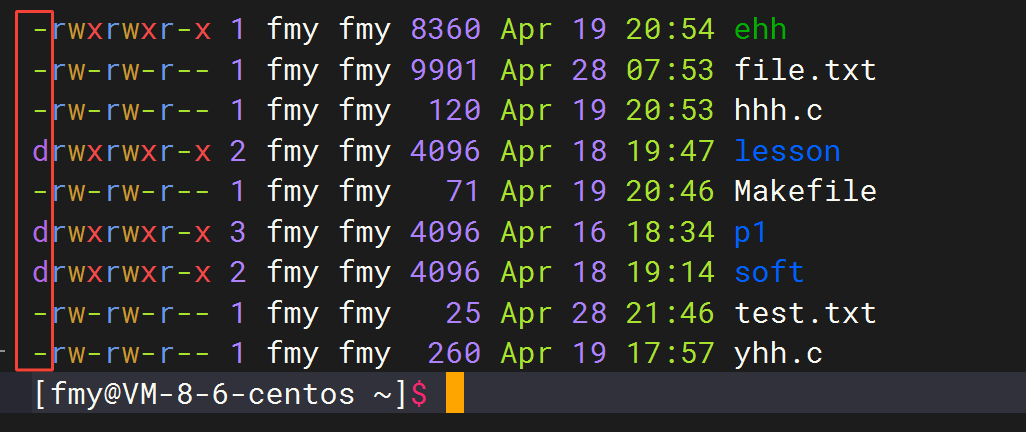 -rwxrwxr-x 1 fmy fmy 8360 Apr 19 20:54 ehh
-rw-rw-r-- 1 fmy fmy 9901 Apr 28 07:53 file.txt
-rw-rw-r-- 1 fmy fmy  120 Apr 19 20:53 hhh.c
drwxrwxr-x 2 fmy fmy 4096 Apr 18 19:47 lesson
-rw-rw-r-- 1 fmy fmy   71 Apr 19 20:46 Makefile
drwxrwxr-x 3 fmy fmy 4096 Apr 16 18:34 p1
drwxrwxr-x 2 fmy fmy 4096 Apr 18 19:14 soft
-rw-rw-r-- 1 fmy fmy   25 Apr 28 21:46 test.txt
-rw-rw-r-- 1 fmy fmy  260 Apr 19 17:57 yhh.c
[fmy@VM-8-6-centos ~]$